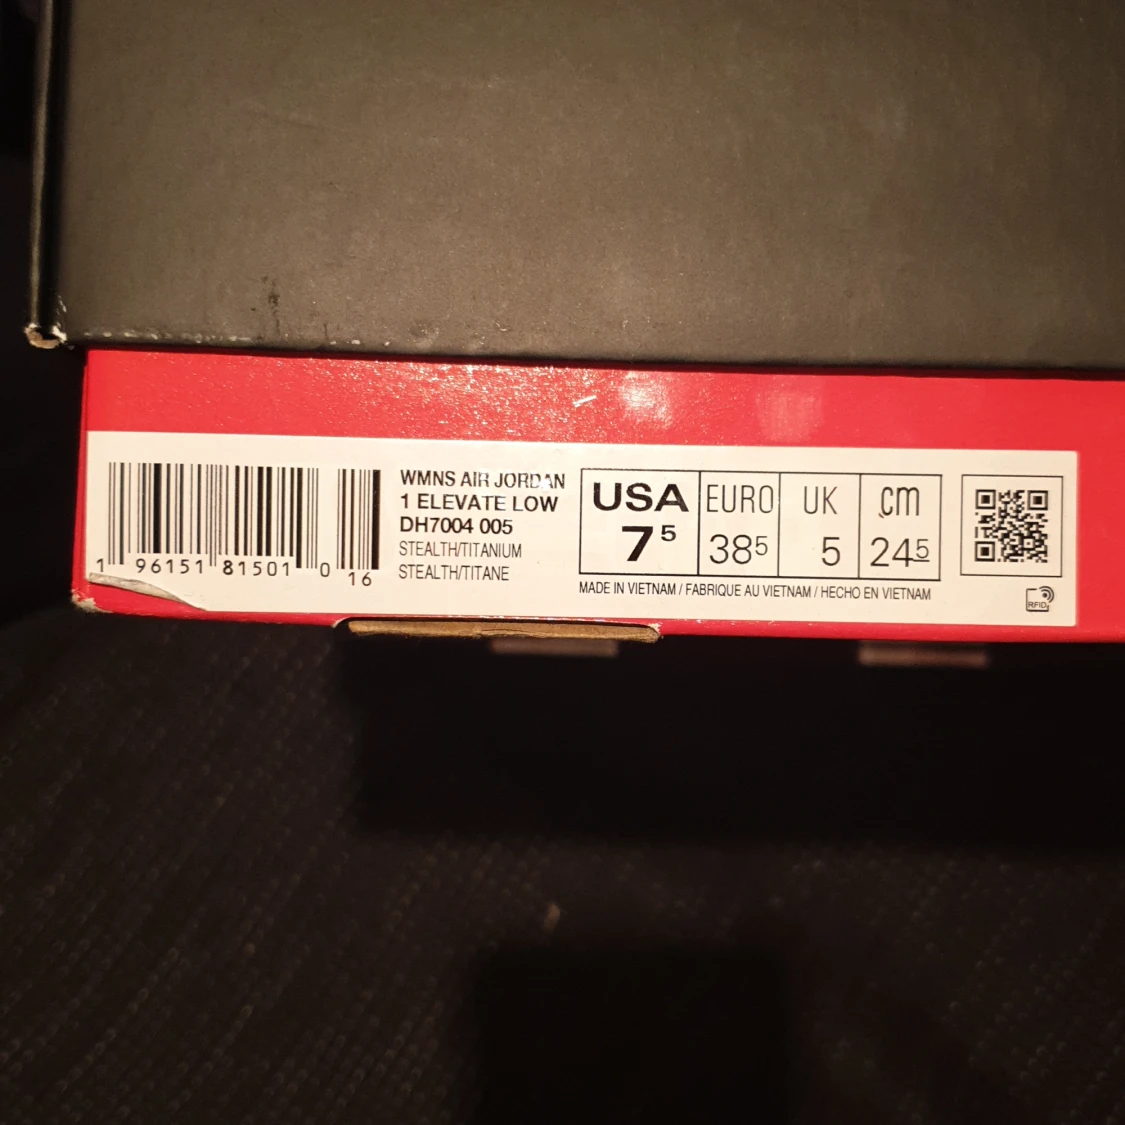 WMNS AIR JORDAN
1 ELEVATE LOW
DH7004 005
STEALTH/TITANIUM
STEALTH/TITANE
1 96151 81501 0 16
USA EURO UK cm
7⁵ 38⁵ 5 24⁵
MADE IN VIETNAM / FABRIQUE AU VIETNAM / HECHO EN VIETNAM
RFID